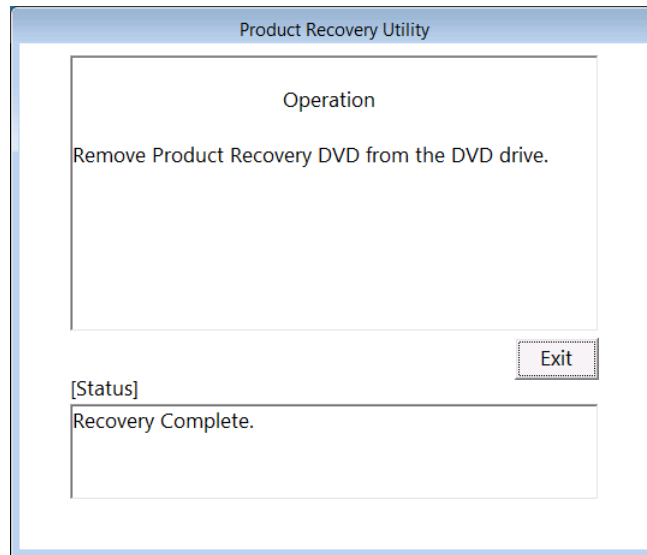 Product Recovery Utility
Operation
Remove Product Recovery DVD from the DVD drive.
Exit
[Status]
Recovery Complete.